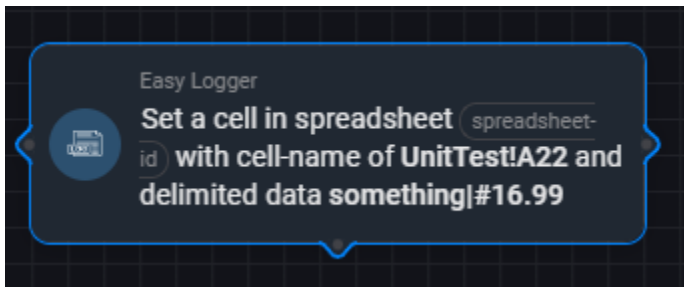 Easy Logger
Set a cell in spreadsheet spreadsheet-
id with cell-name of UnitTest!A22 and
delimited data something|#16.99